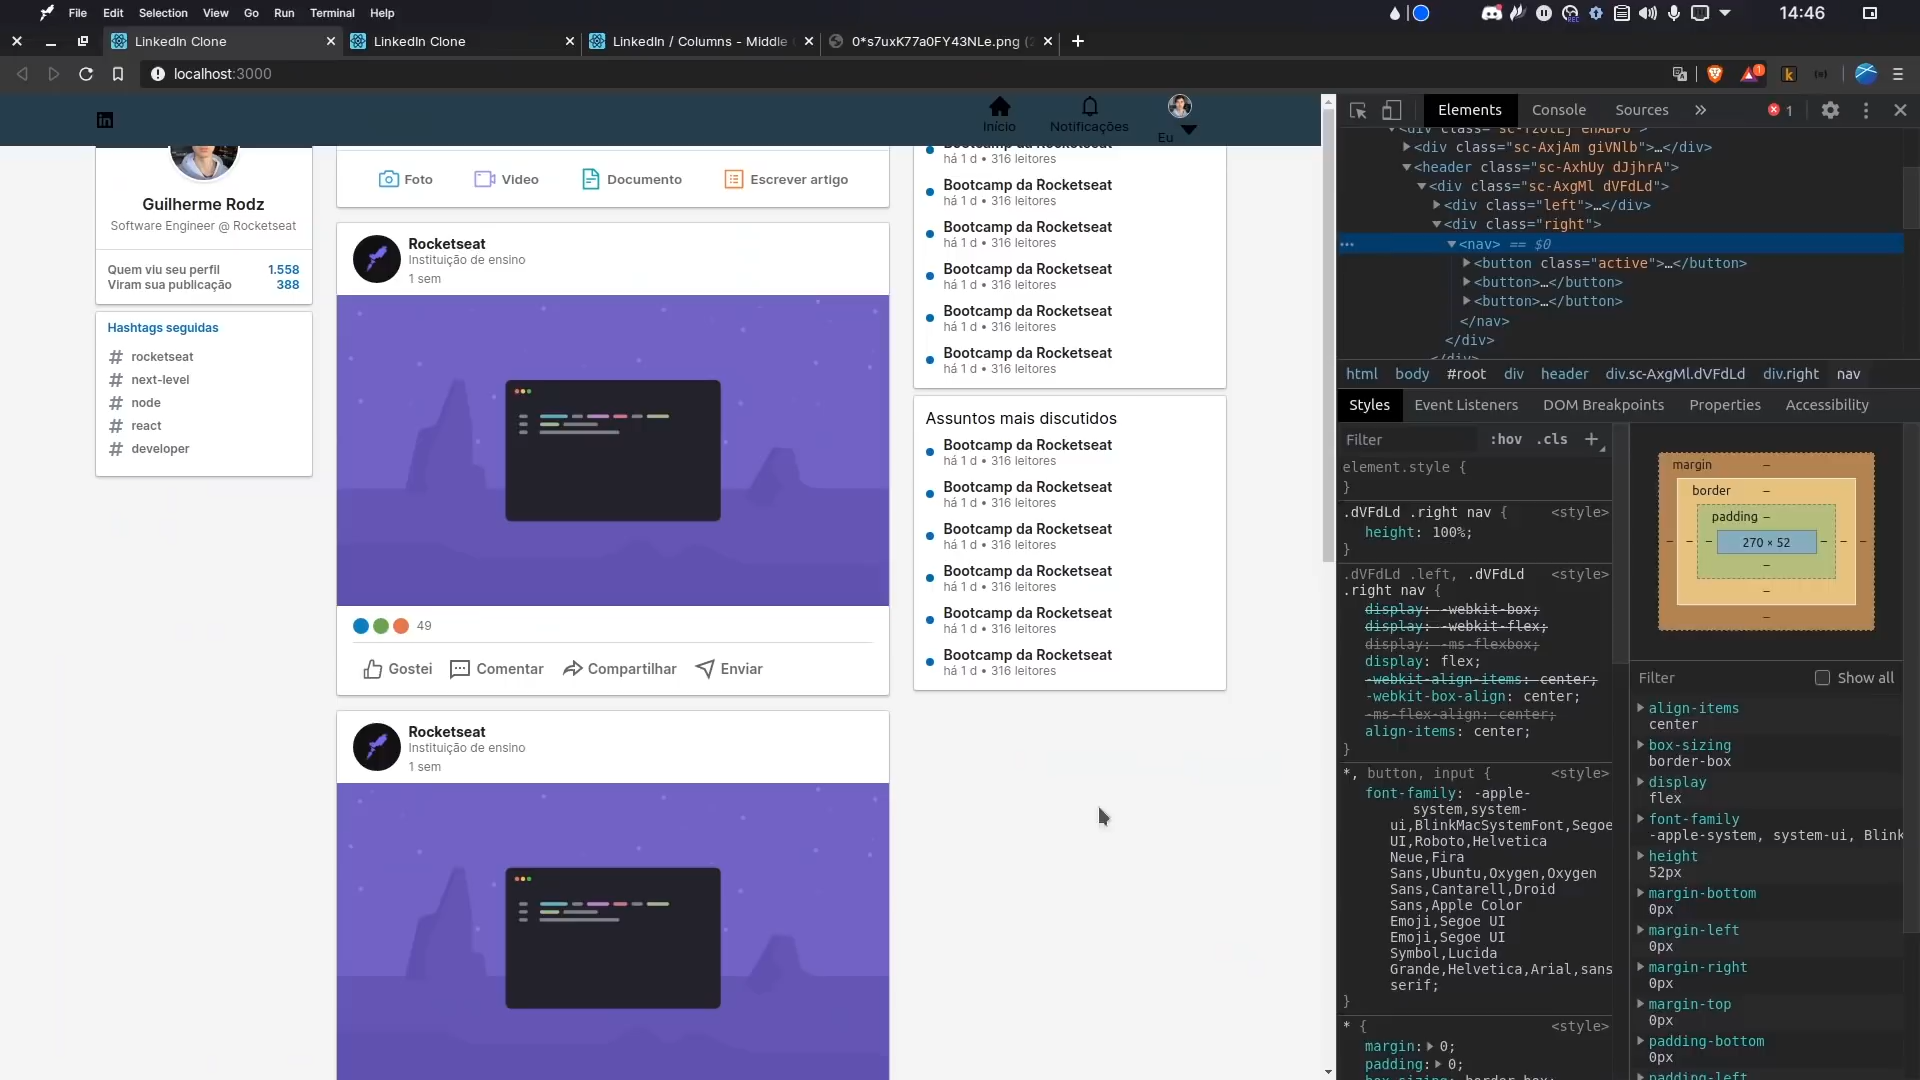 File Edit Selection View Go Run Terminal Help
14:46
LinkedIn Clone
LinkedIn Clone
LinkedIn / Columns - Middle
0*s7uxK77a0FY43NLe.png
localhost:3000
Início
Notificações
Eu
Guilherme Rodz
Software Engineer @ Rocketseat
Quem viu seu perfil 1.558
Viram sua publicação 388
Hashtags seguidas
# rocketseat
# next-level
# node
# react
# developer
Foto
Video
Documento
Escrever artigo
Rocketseat
Instituição de ensino
1 sem
49
Gostei
Comentar
Compartilhar
Enviar
Rocketseat
Instituição de ensino
1 sem
Bootcamp da Rocketseat
há 1 d • 316 leitores
Bootcamp da Rocketseat
há 1 d • 316 leitores
Bootcamp da Rocketseat
há 1 d • 316 leitores
Bootcamp da Rocketseat
há 1 d • 316 leitores
Bootcamp da Rocketseat
há 1 d • 316 leitores
Bootcamp da Rocketseat
há 1 d • 316 leitores
Assuntos mais discutidos
Bootcamp da Rocketseat
há 1 d • 316 leitores
Bootcamp da Rocketseat
há 1 d • 316 leitores
Bootcamp da Rocketseat
há 1 d • 316 leitores
Bootcamp da Rocketseat
há 1 d • 316 leitores
Bootcamp da Rocketseat
há 1 d • 316 leitores
Bootcamp da Rocketseat
há 1 d • 316 leitores
Elements Console Sources » 1
<div class="sc-AxjAm giVNlb">…</div>
<header class="sc-AxhUy dJjhrA">
<div class="sc-AxgMl dVFdLd">
<div class="left">…</div>
<div class="right">
<nav> == $0
<button class="active">…</button>
<button>…</button>
<button>…</button>
</nav>
</div>
</div>
html body #root div header div.sc-AxgMl.dVFdLd div.right nav
Styles Event Listeners DOM Breakpoints Properties Accessibility
Filter :hov .cls +
element.style {
}
.dVFdLd .right nav { <style>
height: 100%;
}
.dVFdLd .left, .dVFdLd <style>
.right nav {
display: -webkit-box;
display: -webkit-flex;
display: -ms-flexbox;
display: flex;
-webkit-align-items: center;
-webkit-box-align: center;
-ms-flex-align: center;
align-items: center;
}
*, button, input { <style>
font-family: -apple-
system,system-
ui,BlinkMacSystemFont,Segoe
UI,Roboto,Helvetica
Neue,Fira
Sans,Ubuntu,Oxygen,Oxygen
Sans,Cantarell,Droid
Sans,Apple Color
Emoji,Segoe UI
Emoji,Segoe UI
Symbol,Lucida
Grande,Helvetica,Arial,sans
serif;
}
* { <style>
margin: 0;
padding: 0;
margin –
border –
padding –
270 × 52
Filter Show all
align-items
center
box-sizing
border-box
display
flex
font-family
-apple-system, system-ui, Blink
height
52px
margin-bottom
0px
margin-left
0px
margin-right
0px
margin-top
0px
padding-bottom
0px
padding-left